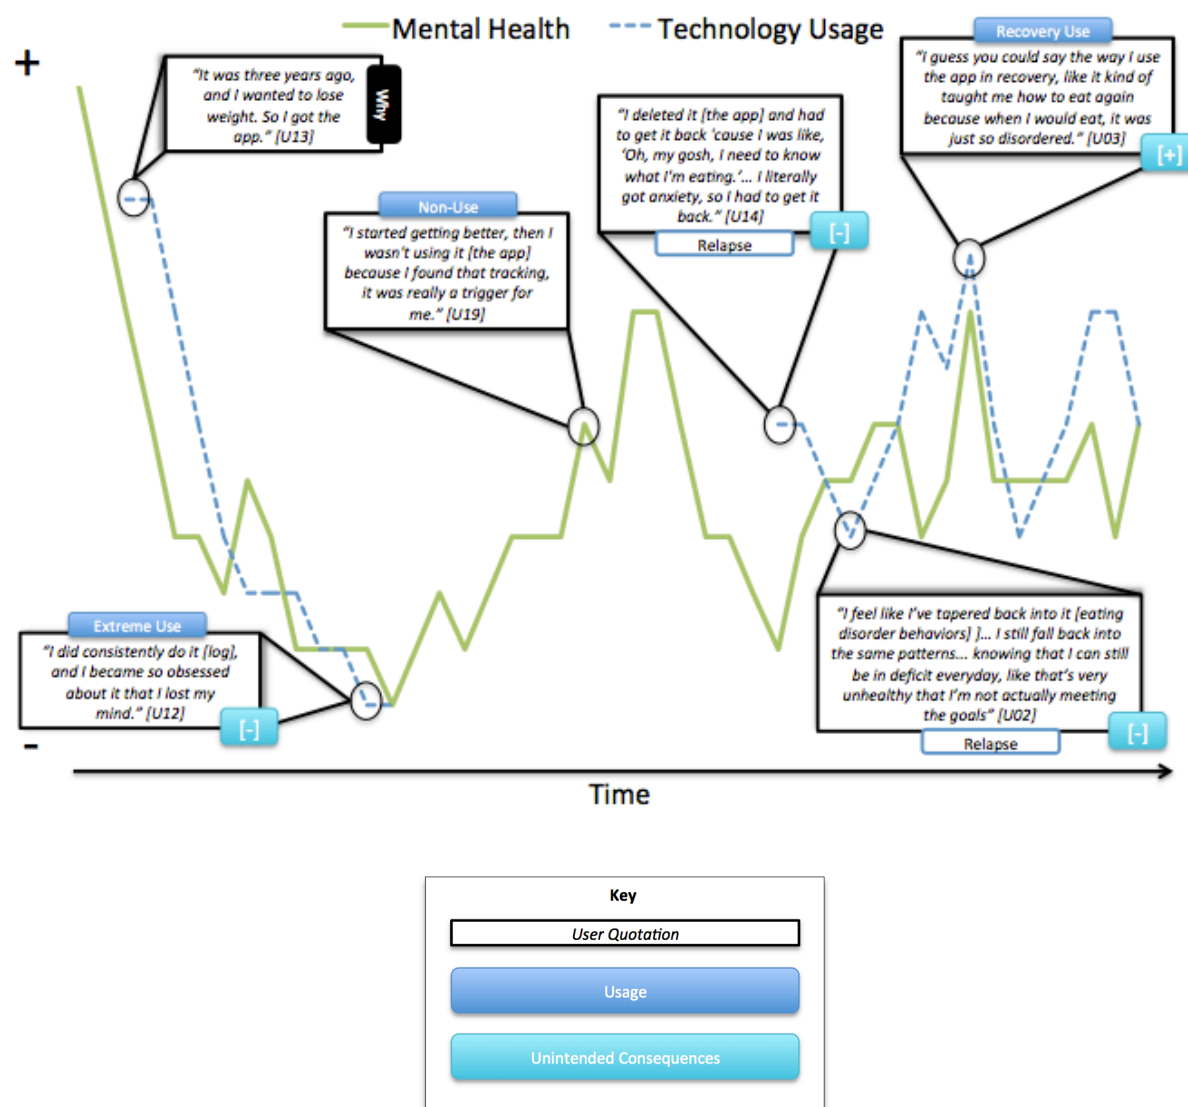 Mental Health
Technology Usage
+
“It was three years ago,
and I wanted to lose
weight. So I got the
app.” [U13]
Why
Non-Use
“I started getting better, then I
wasn't using it [the app]
because I found that tracking,
it was really a trigger for
me.” [U19]
“I deleted it [the app] and had
to get it back 'cause I was like,
‘Oh, my gosh, I need to know
what I'm eating.’... I literally
got anxiety, so I had to get it
back.” [U14]
Relapse
[-]
Recovery Use
“I guess you could say the way I use
the app in recovery, like it kind of
taught me how to eat again
because when I would eat, it was
just so disordered.” [U03]
[+]
Extreme Use
“I did consistently do it [log],
and I became so obsessed
about it that I lost my
mind.” [U12]
[-]
“I feel like I’ve tapered back into it [eating
disorder behaviors] ]... I still fall back into
the same patterns... knowing that I can still
be in deficit everyday, like that’s very
unhealthy that I’m not actually meeting
the goals” [U02]
Relapse
[-]
-
Time
Key
User Quotation
Usage
Unintended Consequences